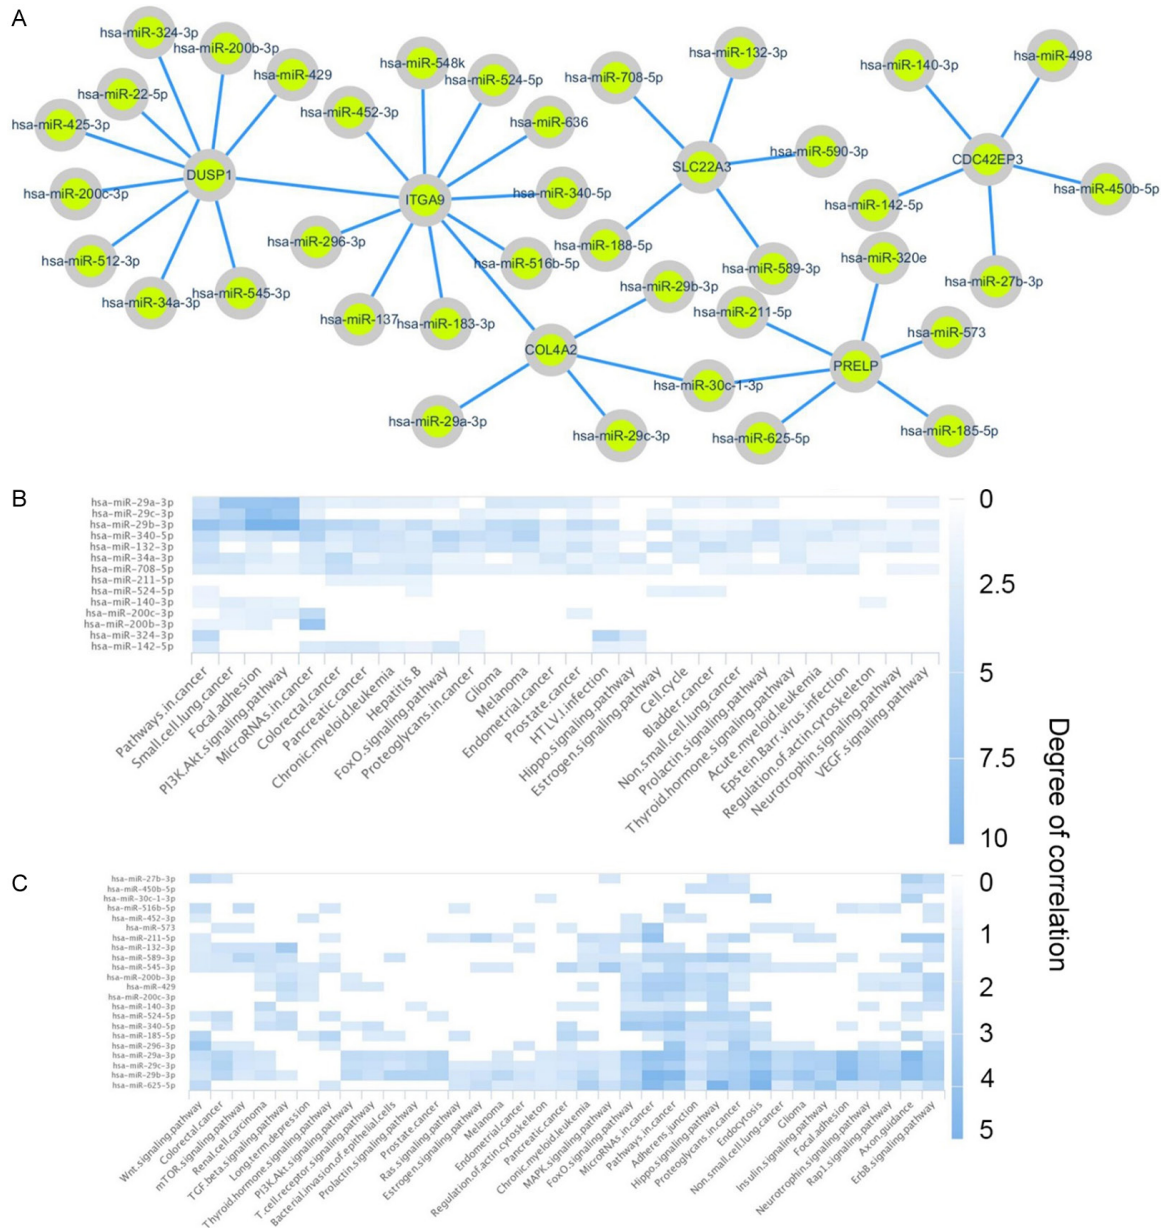 A
hsa-miR-324-3p
hsa-miR-200b-3p
hsa-miR-429
hsa-miR-22-5p
hsa-miR-425-3p
DUSP1
hsa-miR-200c-3p
hsa-miR-512-3p
hsa-miR-34a-3p
hsa-miR-545-3p
hsa-miR-548k
hsa-miR-524-5p
hsa-miR-452-3p
hsa-miR-636
ITGA9
hsa-miR-340-5p
hsa-miR-296-3p
hsa-miR-516b-5p
hsa-miR-137
hsa-miR-183-3p
hsa-miR-132-3p
hsa-miR-708-5p
hsa-miR-590-3p
SLC22A3
hsa-miR-188-5p
hsa-miR-589-3p
hsa-miR-498
hsa-miR-140-3p
CDC42EP3
hsa-miR-450b-5p
hsa-miR-142-5p
hsa-miR-27b-3p
hsa-miR-320e
hsa-miR-29b-3p
hsa-miR-211-5p
hsa-miR-573
COL4A2
PRELP
hsa-miR-30c-1-3p
hsa-miR-29a-3p
hsa-miR-29c-3p
hsa-miR-625-5p
hsa-miR-185-5p
B
hsa-miR-29a-3p
hsa-miR-29c-3p
hsa-miR-29b-3p
hsa-miR-340-5p
hsa-miR-132-3p
hsa-miR-34a-3p
hsa-miR-708-5p
hsa-miR-211-5p
hsa-miR-524-5p
hsa-miR-140-3p
hsa-miR-200c-3p
hsa-miR-200b-3p
hsa-miR-324-3p
hsa-miR-142-5p
Pathways.in.cancer
Small.cell.lung.cancer
Focal.adhesion
PI3K.Akt.signaling.pathway
MicroRNAs.in.cancer
Colorectal.cancer
Pancreatic.cancer
Chronic.myeloid.leukemia
Hepatitis.B
FoxO.signaling.pathway
Proteoglycans.in.cancer
Glioma
Melanoma
Endometrial.cancer
Prostate.cancer
HTLV.I.infection
Hippo.signaling.pathway
Estrogen.signaling.pathway
Cell.cycle
Bladder.cancer
Non.small.cell.lung.cancer
Prolactin.signaling.pathway
Thyroid.hormone.signaling.pathway
Acute.myeloid.leukemia
Epstein.Barr.virus.infection
Regulation.of.actin.cytoskeleton
Neurotrophin.signaling.pathway
VEGF.signaling.pathway
0
2.5
5
7.5
10
Degree of correlation
C
hsa-miR-27b-3p
hsa-miR-450b-5p
hsa-miR-30c-1-3p
hsa-miR-516b-5p
hsa-miR-452-3p
hsa-miR-573
hsa-miR-211-5p
hsa-miR-132-3p
hsa-miR-589-3p
hsa-miR-545-3p
hsa-miR-200b-3p
hsa-miR-429
hsa-miR-200c-3p
hsa-miR-140-3p
hsa-miR-524-5p
hsa-miR-340-5p
hsa-miR-185-5p
hsa-miR-296-3p
hsa-miR-29a-3p
hsa-miR-29c-3p
hsa-miR-29b-3p
hsa-miR-625-5p
Wnt.signaling.pathway
Colorectal.cancer
mTOR.signaling.pathway
Renal.cell.carcinoma
TGF.beta.signaling.pathway
Long.term.depression
Thyroid.hormone.signaling.pathway
PI3K.Akt.signaling.pathway
T.cell.receptor.signaling.pathway
Bacterial.invasion.of.epithelial.cells
Prolactin.signaling.pathway
Prostate.cancer
Ras.signaling.pathway
Estrogen.signaling.pathway
Melanoma
Endometrial.cancer
Regulation.of.actin.cytoskeleton
Pancreatic.cancer
Chronic.myeloid.leukemia
MAPK.signaling.pathway
FoxO.signaling.pathway
MicroRNAs.in.cancer
Pathways.in.cancer
Adherens.junction
Hippo.signaling.pathway
Proteoglycans.in.cancer
Endocytosis
Non.small.cell.lung.cancer
Glioma
Insulin.signaling.pathway
Focal.adhesion
Neurotrophin.signaling.pathway
Rap1.signaling.pathway
Axon.guidance
ErbB.signaling.pathway
0
1
2
3
4
5